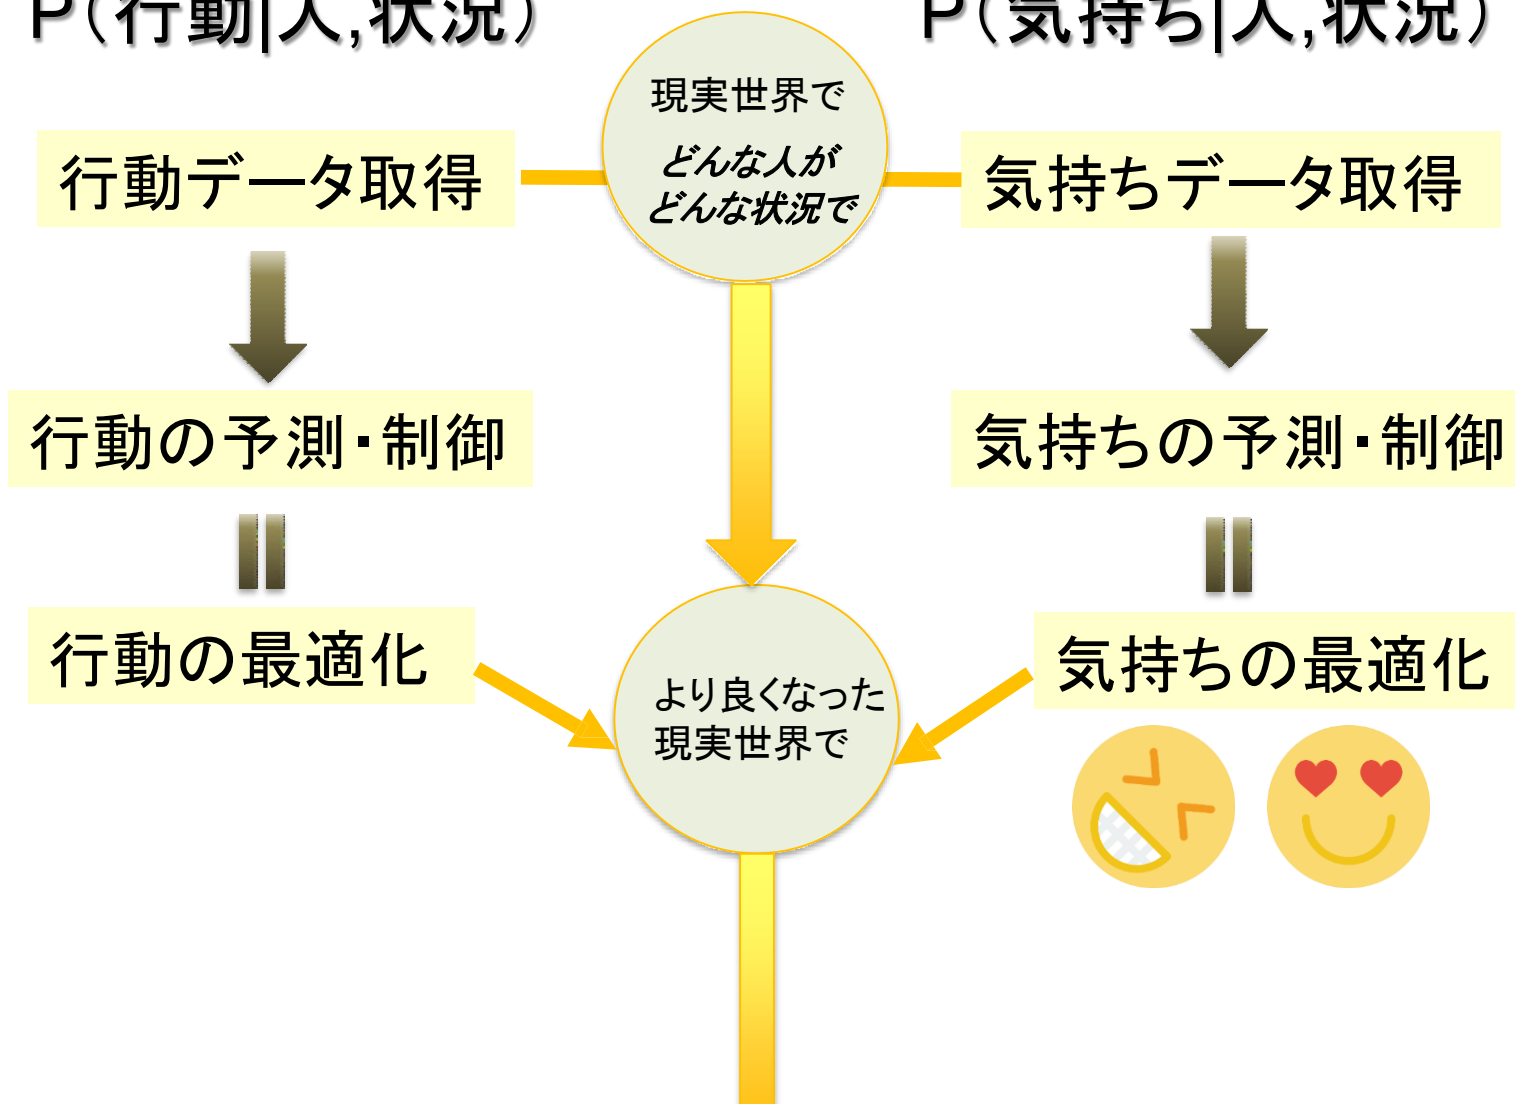 P(行動|人,状況)
P(気持ち|人,状況)
現実世界で
どんな人が
どんな状況で
行動データ取得
気持ちデータ取得
行動の予測・制御
気持ちの予測・制御
行動の最適化
気持ちの最適化
より良くなった
現実世界で